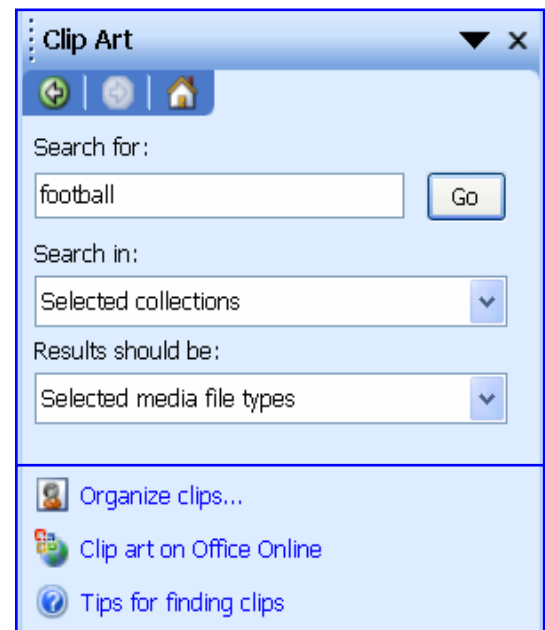 Clip Art
Search for:
football
Go
Search in:
Selected collections
Results should be:
Selected media file types
Organize clips...
Clip art on Office Online
Tips for finding clips